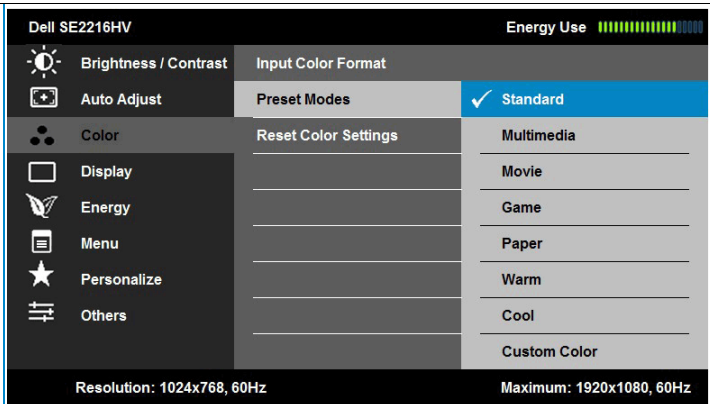 Dell SE2216HV Energy Use
Brightness / Contrast Input Color Format
Auto Adjust Preset Modes Standard
Color Reset Color Settings Multimedia
Display Movie
Energy Game
Menu Paper
Personalize Warm
Others Cool
Custom Color
Resolution: 1024x768, 60Hz Maximum: 1920x1080, 60Hz